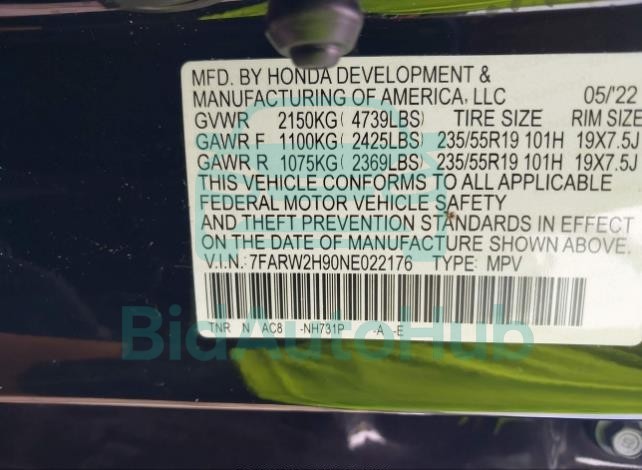 MFD. BY HONDA DEVELOPMENT &
MANUFACTURING OF AMERICA, LLC 05/'22
GVWR 2150KG ( 4739LBS) TIRE SIZE RIM SIZE
GAWR F 1100KG ( 2425LBS) 235/55R19 101H 19X7.5J
GAWR R 1075KG ( 2369LBS) 235/55R19 101H 19X7.5J
THIS VEHICLE CONFORMS TO ALL APPLICABLE
FEDERAL MOTOR VEHICLE SAFETY
AND THEFT PREVENTION STANDARDS IN EFFECT
ON THE DATE OF MANUFACTURE SHOWN ABOVE.
V.I.N.: 7FARW2H90NE022176 TYPE: MPV
TNR N AC8 -NH731P -A -E
BidAutoHub